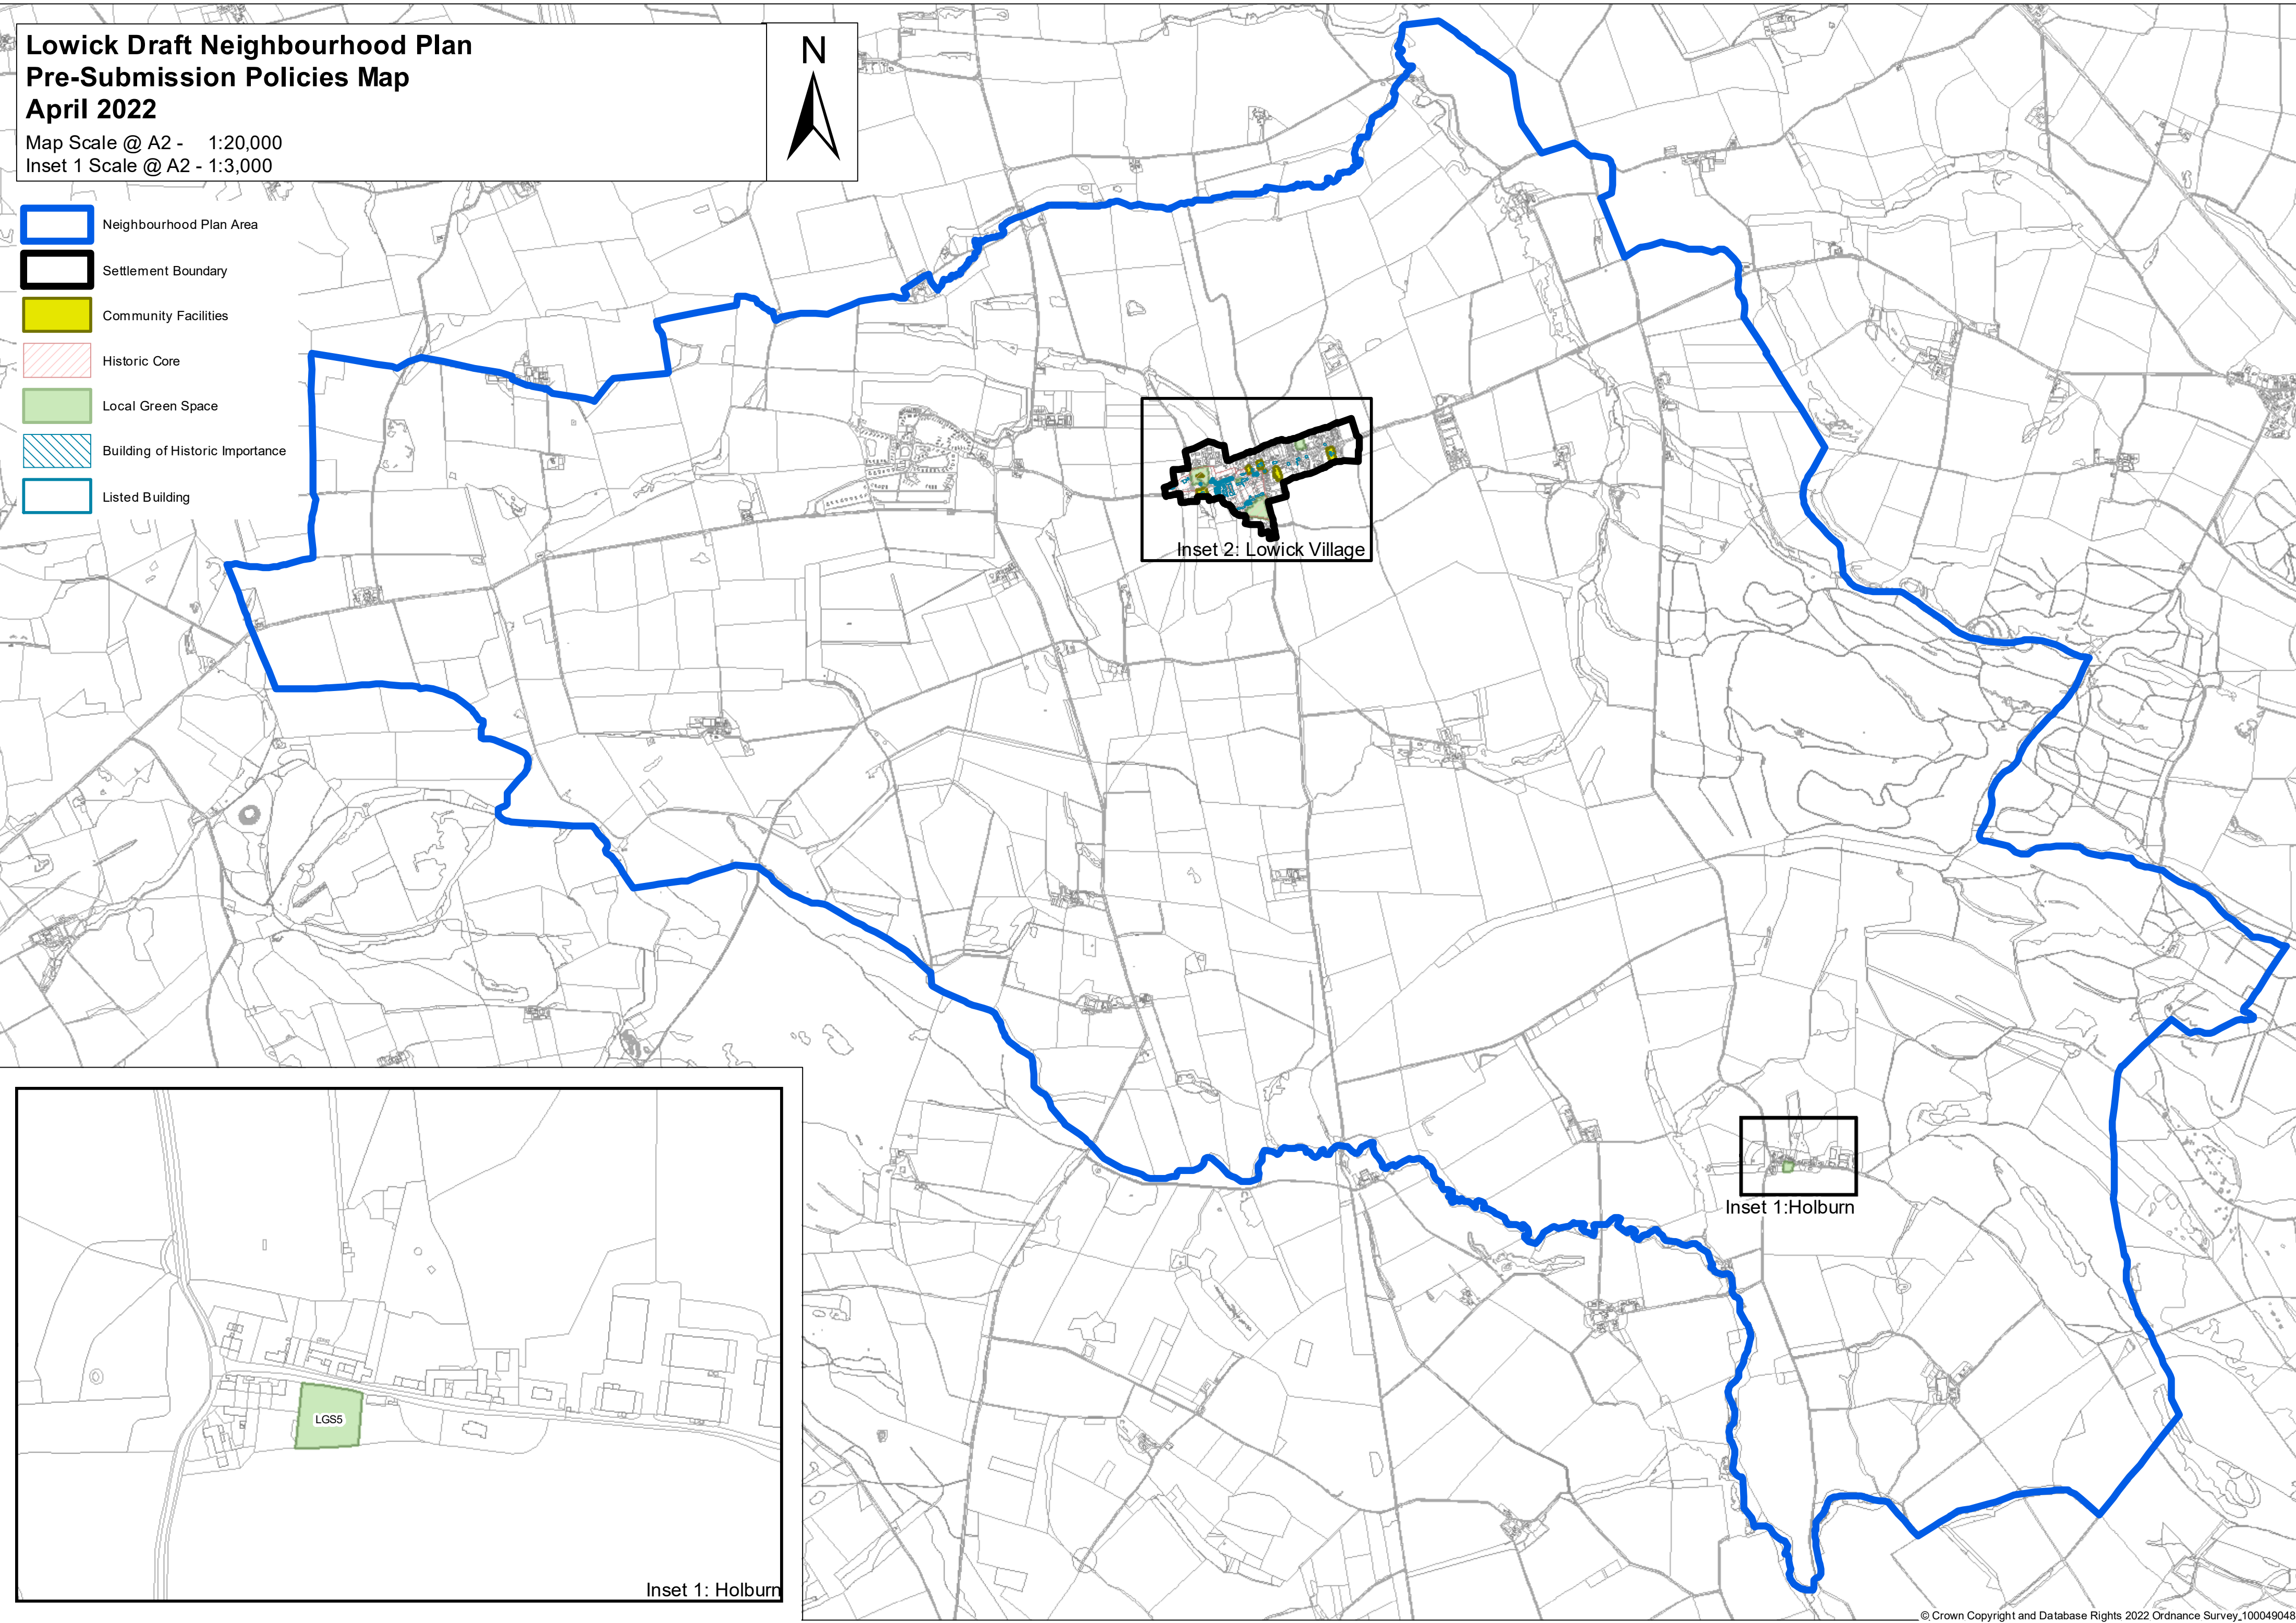 Lowick Draft Neighbourhood Plan
Pre-Submission Policies Map
April 2022
Map Scale @ A2 - 1:20,000
Inset 1 Scale @ A2 - 1:3,000
N
Neighbourhood Plan Area
Settlement Boundary
Community Facilities
Historic Core
Local Green Space
Building of Historic Importance
Listed Building
Inset 2: Lowick Village
Inset 1:Holburn
LGS5
Inset 1: Holburn
© Crown Copyright and Database Rights 2022 Ordnance Survey 100049048